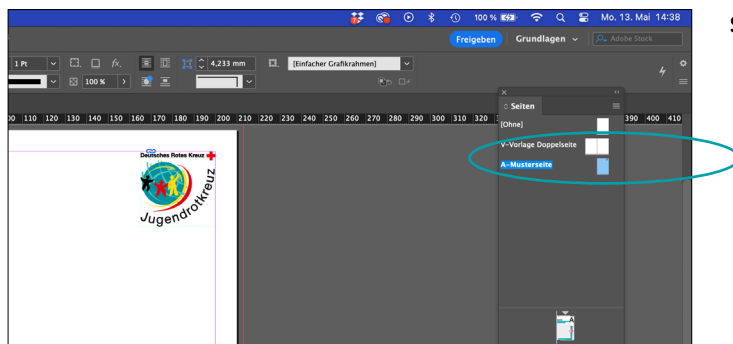 100 %
Mo. 13. Mai 14:38
Freigeben
Grundlagen
Adobe Stock
1 Pt
fx.
4,233 mm
[Einfacher Grafikrahmen]
100 %
Seiten
00 110 120 130 140 150 160 170 180 190 200 210 220 230 240 250 260 270 280 290 300 310 320
390 400 410
[Ohne]
V-Vorlage Doppelseite
A-Musterseite
Deutsches Rotes Kreuz
Jugendrotkreuz
A